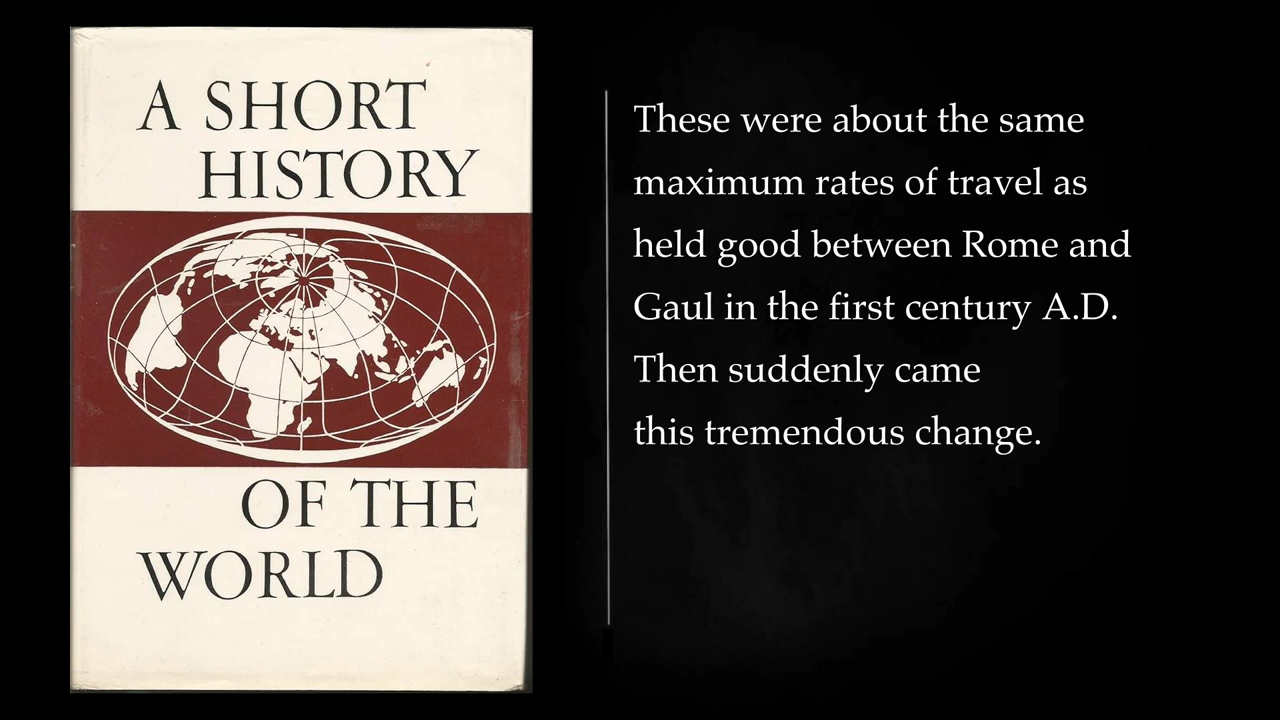 A SHORT
HISTORY
OF THE
WORLD
These were about the same
maximum rates of travel as
held good between Rome and
Gaul in the first century A.D.
Then suddenly came
this tremendous change.